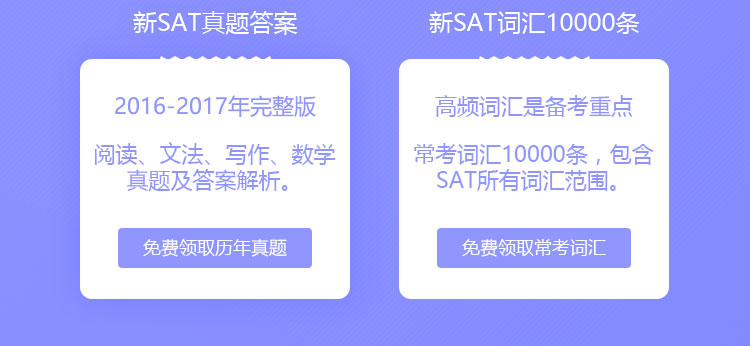 新SAT真题答案
2016-2017年完整版
阅读、文法、写作、数学
真题及答案解析。
免费领取历年真题
新SAT词汇10000条
高频词汇是备考重点
常考词汇10000条，包含
SAT所有词汇范围。
免费领取常考词汇